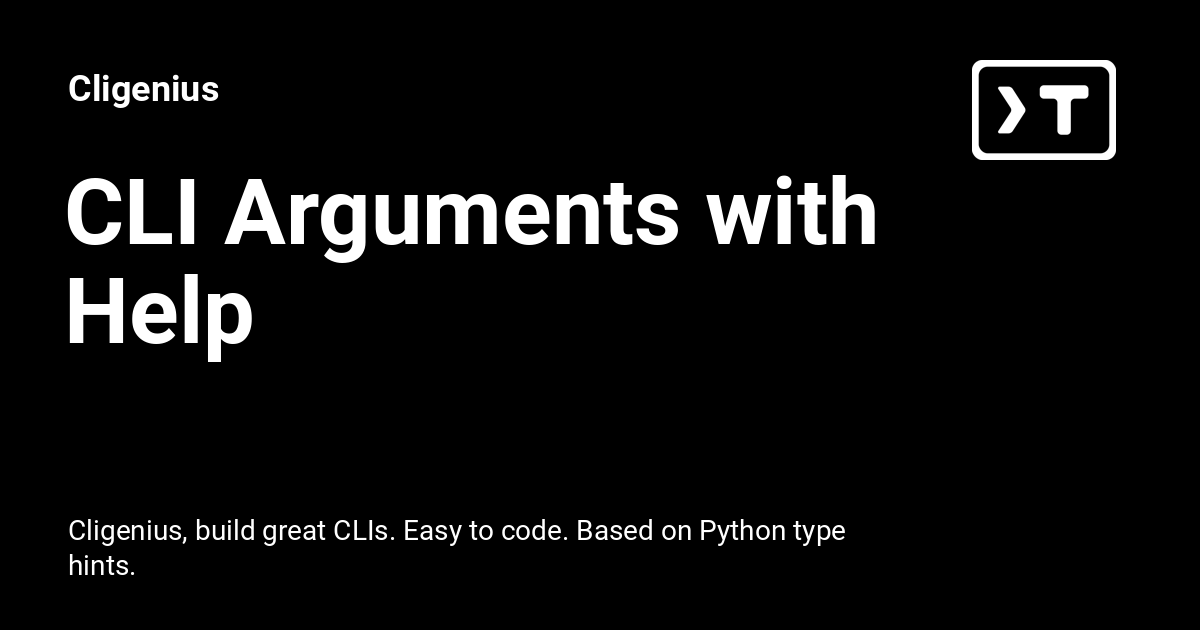 Cligenius
T
CLI Arguments with
Help
Cligenius, build great CLIs. Easy to code. Based on Python type
hints.